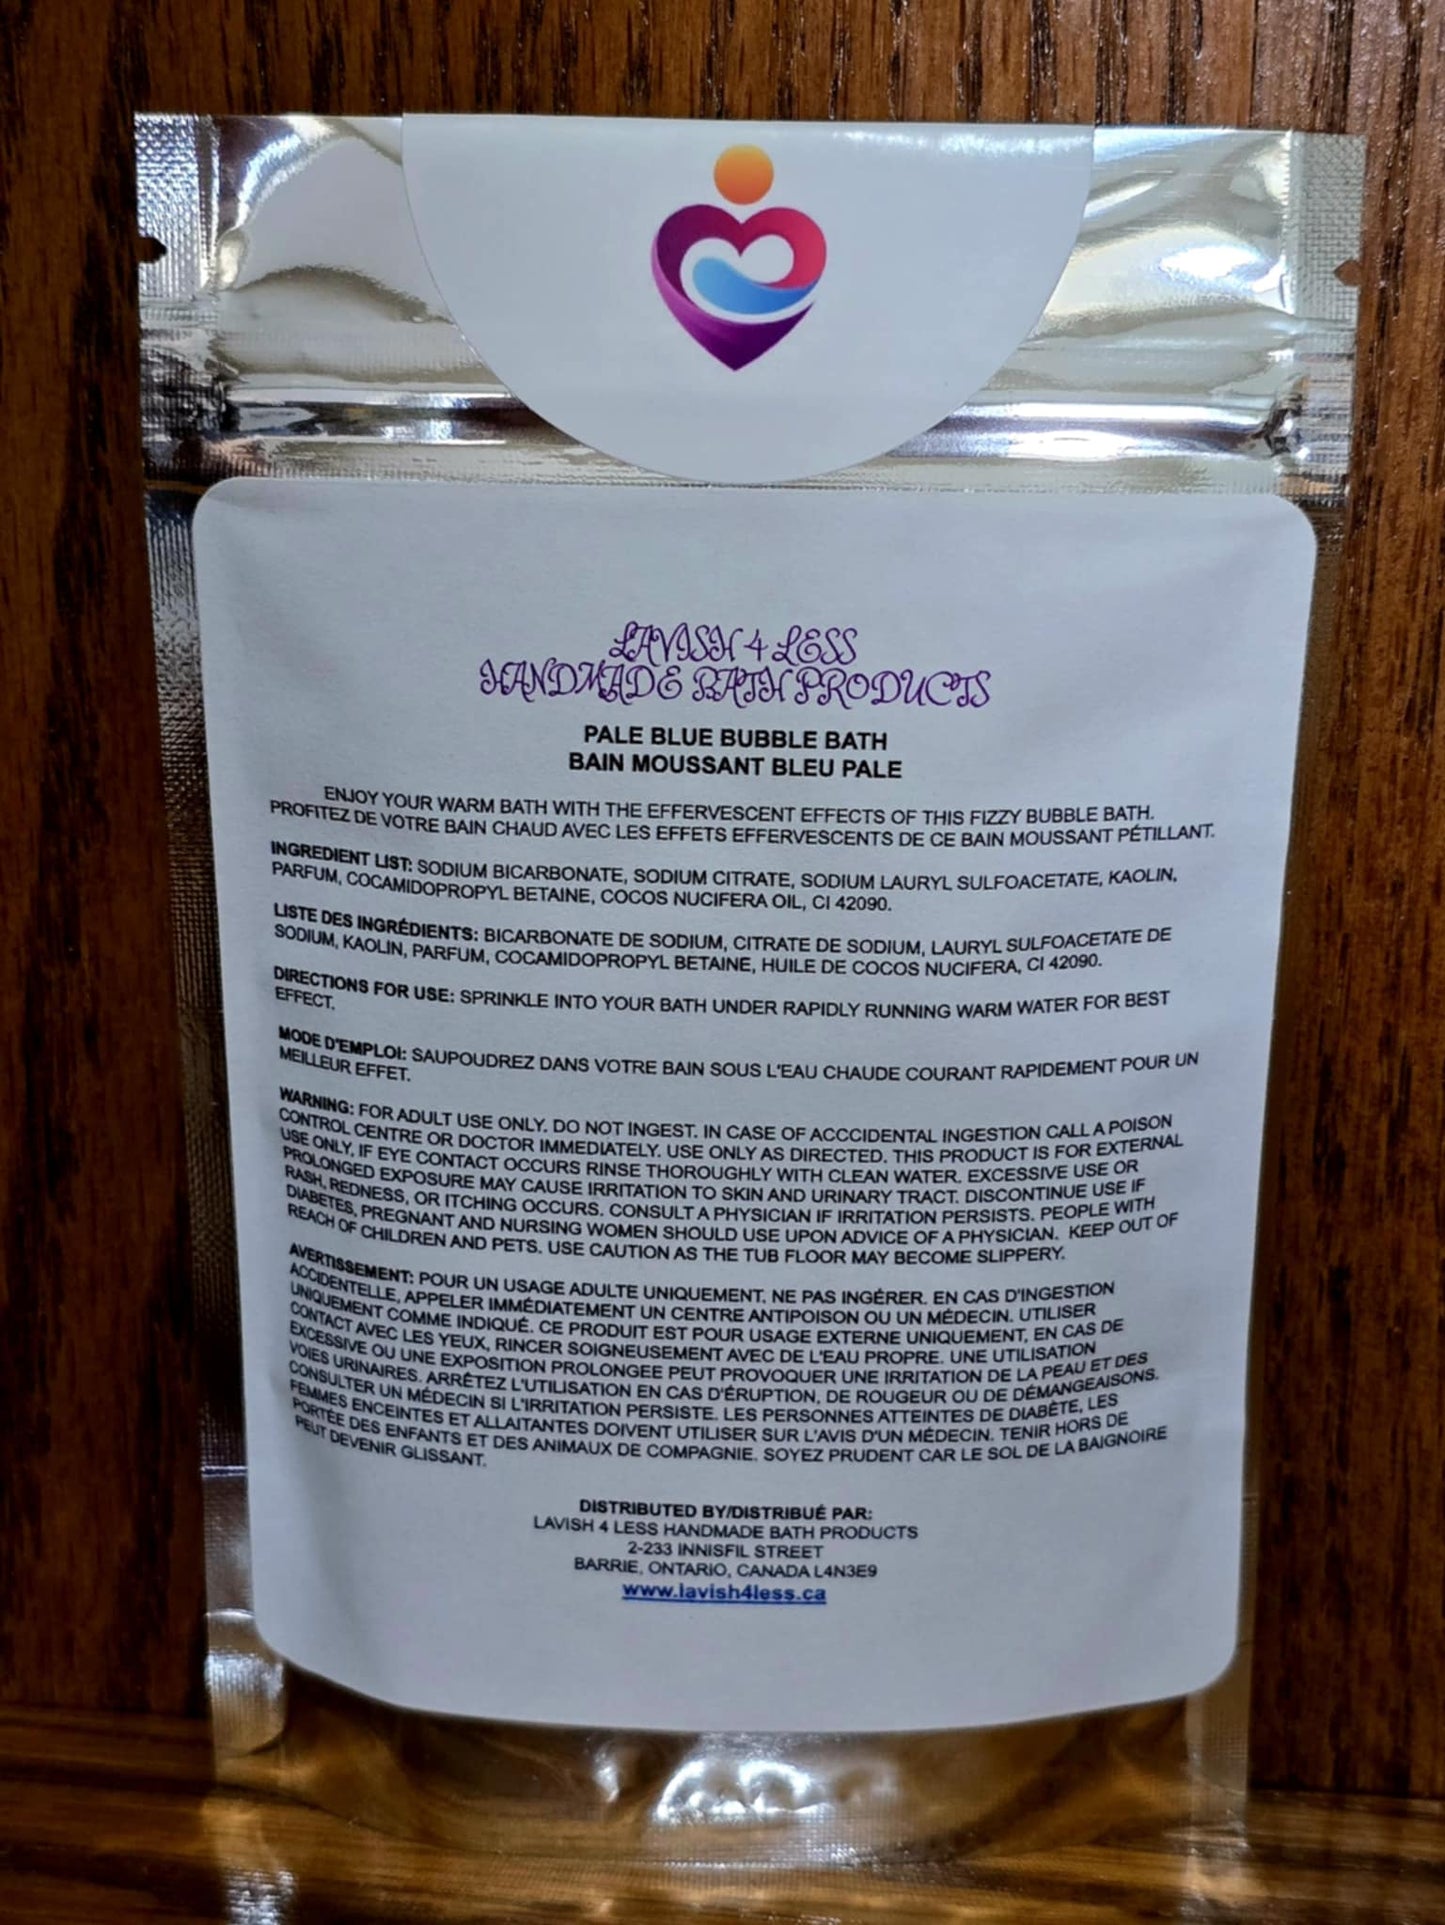 LAVISH 4 LESS
HANDMADE BATH PRODUCTS
PALE BLUE BUBBLE BATH
BAIN MOUSSANT BLEU PALE
ENJOY YOUR WARM BATH WITH THE EFFERVESCENT EFFECTS OF THIS FIZZY BUBBLE BATH.
PROFITEZ DE VOTRE BAIN CHAUD AVEC LES EFFETS EFFERVESCENTS DE CE BAIN MOUSSANT PÉTILLANT.
INGREDIENT LIST: SODIUM BICARBONATE, SODIUM CITRATE, SODIUM LAURYL SULFOACETATE, KAOLIN,
PARFUM, COCAMIDOPROPYL BETAINE, COCOS NUCIFERA OIL, CI 42090.
LISTE DES INGRÉDIENTS: BICARBONATE DE SODIUM, CITRATE DE SODIUM, LAURYL SULFOACETATE DE
SODIUM, KAOLIN, PARFUM, COCAMIDOPROPYL BETAINE, HUILE DE COCOS NUCIFERA, CI 42090.
DIRECTIONS FOR USE: SPRINKLE INTO YOUR BATH UNDER RAPIDLY RUNNING WARM WATER FOR BEST
EFFECT.
MODE D'EMPLOI: SAUPOUDREZ DANS VOTRE BAIN SOUS L'EAU CHAUDE COURANT RAPIDEMENT POUR UN
MEILLEUR EFFET.
WARNING: FOR ADULT USE ONLY. DO NOT INGEST. IN CASE OF ACCCIDENTAL INGESTION CALL A POISON
CONTROL CENTRE OR DOCTOR IMMEDIATELY. USE ONLY AS DIRECTED. THIS PRODUCT IS FOR EXTERNAL
USE ONLY, IF EYE CONTACT OCCURS RINSE THOROUGHLY WITH CLEAN WATER. EXCESSIVE USE OR
PROLONGED EXPOSURE MAY CAUSE IRRITATION TO SKIN AND URINARY TRACT. DISCONTINUE USE IF
RASH, REDNESS, OR ITCHING OCCURS. CONSULT A PHYSICIAN IF IRRITATION PERSISTS. PEOPLE WITH
DIABETES, PREGNANT AND NURSING WOMEN SHOULD USE UPON ADVICE OF A PHYSICIAN. KEEP OUT OF
REACH OF CHILDREN AND PETS. USE CAUTION AS THE TUB FLOOR MAY BECOME SLIPPERY.
AVERTISSEMENT: POUR UN USAGE ADULTE UNIQUEMENT. NE PAS INGÉRER. EN CAS D'INGESTION
ACCIDENTELLE, APPELER IMMÉDIATEMENT UN CENTRE ANTIPOISON OU UN MÉDECIN. UTILISER
UNIQUEMENT COMME INDIQUÉ. CE PRODUIT EST POUR USAGE EXTERNE UNIQUEMENT, EN CAS DE
CONTACT AVEC LES YEUX, RINCER SOIGNEUSEMENT AVEC DE L'EAU PROPRE. UNE UTILISATION
EXCESSIVE OU UNE EXPOSITION PROLONGEE PEUT PROVOQUER UNE IRRITATION DE LA PEAU ET DES
VOIES URINAIRES. ARRÊTEZ L'UTILISATION EN CAS D'ÉRUPTION, DE ROUGEUR OU DE DÉMANGEAISONS.
CONSULTER UN MÉDECIN SI L'IRRITATION PERSISTE. LES PERSONNES ATTEINTES DE DIABÈTE, LES
FEMMES ENCEINTES ET ALLAITANTES DOIVENT UTILISER SUR L'AVIS D'UN MÉDECIN. TENIR HORS DE
PORTÉE DES ENFANTS ET DES ANIMAUX DE COMPAGNIE. SOYEZ PRUDENT CAR LE SOL DE LA BAIGNOIRE
PEUT DEVENIR GLISSANT.
DISTRIBUTED BY/DISTRIBUÉ PAR:
LAVISH 4 LESS HANDMADE BATH PRODUCTS
2-233 INNISFIL STREET
BARRIE, ONTARIO, CANADA L4N3E9
www.lavish4less.ca